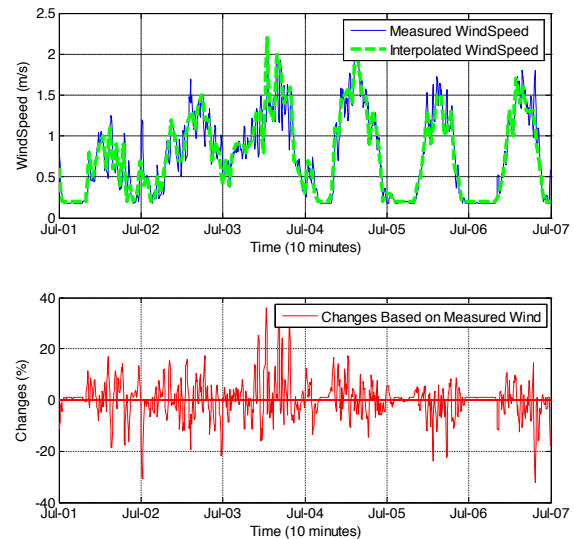 2.5
2
1.5
1
0.5
0
WindSpeed (m/s)
Measured WindSpeed
Interpolated WindSpeed
Jul-01 Jul-02 Jul-03 Jul-04 Jul-05 Jul-06 Jul-07
Time (10 minutes)
40
20
0
-20
-40
Changes (%)
Changes Based on Measured Wind
Jul-01 Jul-02 Jul-03 Jul-04 Jul-05 Jul-06 Jul-07
Time (10 minutes)